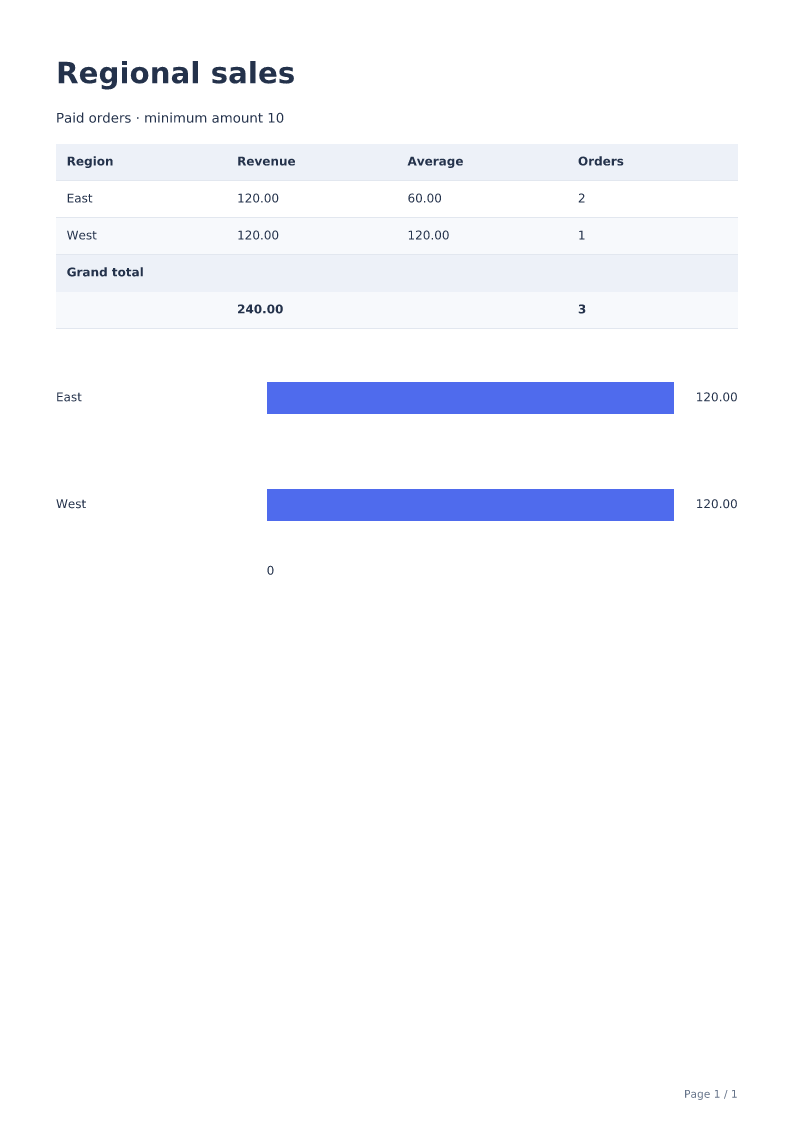 Regional sales
Paid orders · minimum amount 10
Region Revenue Average Orders
East 120.00 60.00 2
West 120.00 120.00 1
Grand total
240.00 3
East 120.00
West 120.00
0
Page 1 / 1